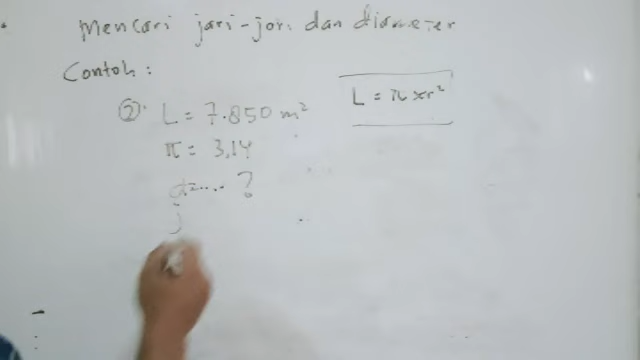 Mencari jari-jari dan diameter
Contoh:
② L = 7.850 m²
L = π x r²
π = 3,14
d=.... ?
j